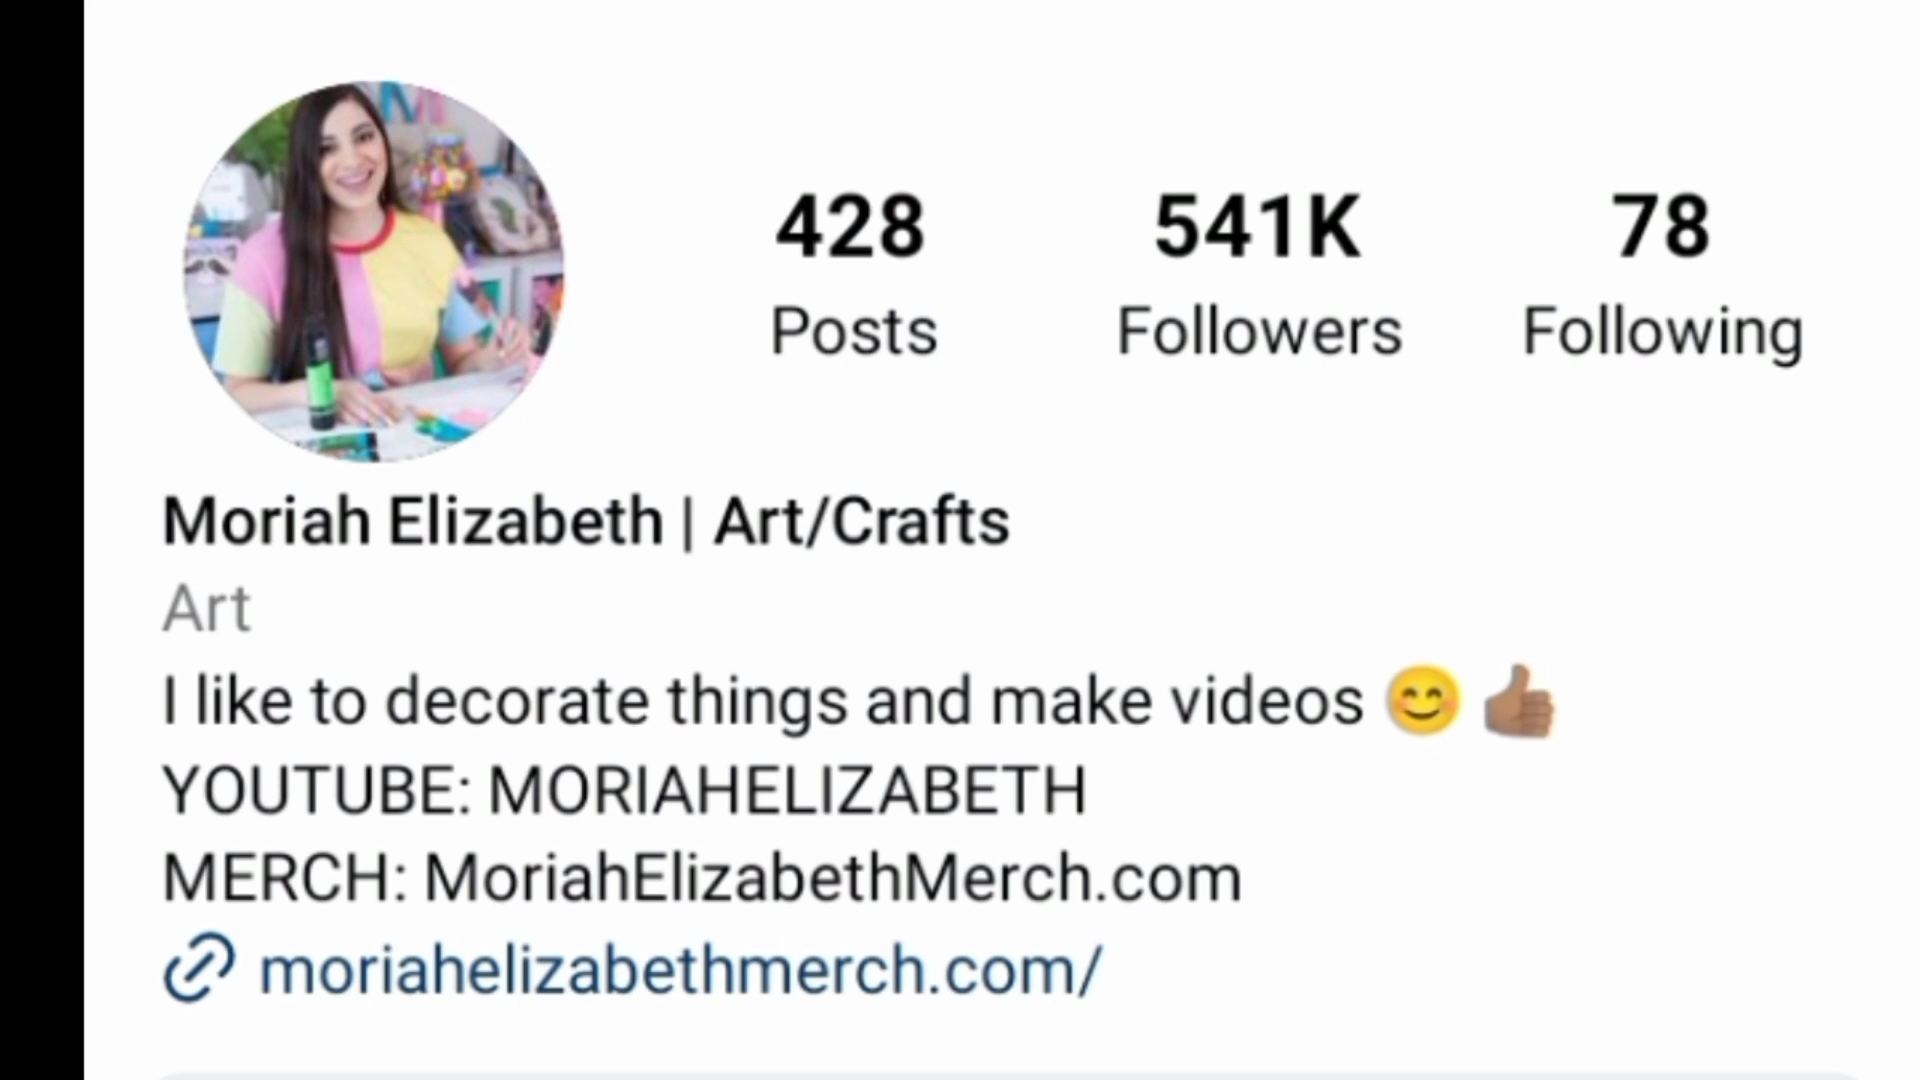 428 541K 78
Posts Followers Following
Moriah Elizabeth | Art/Crafts
Art
I like to decorate things and make videos 😊 👍🏽
YOUTUBE: MORIAHELIZABETH
MERCH: MoriahElizabethMerch.com
moriahelizabethmerch.com/